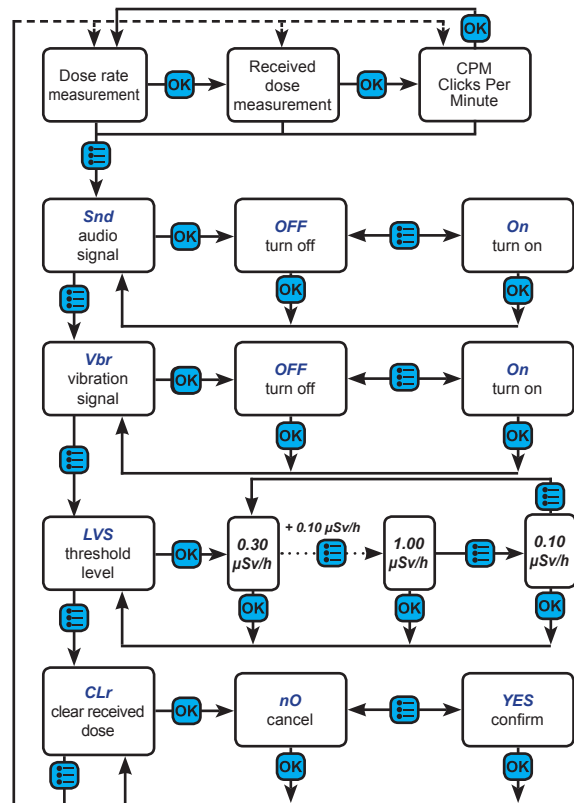 OK
Dose rate
measurement
OK
Received
dose
measurement
OK
CPM
Clicks Per
Minute
Snd
audio
signal
OK
OFF
turn off
On
turn on
OK
OK
Vbr
vibration
signal
OK
OFF
turn off
On
turn on
OK
OK
LVS
threshold
level
OK
0.30
µSv/h
+ 0.10 µSv/h
1.00
µSv/h
0.10
µSv/h
OK
OK
OK
CLr
clear received
dose
OK
nO
cancel
YES
confirm
OK
OK